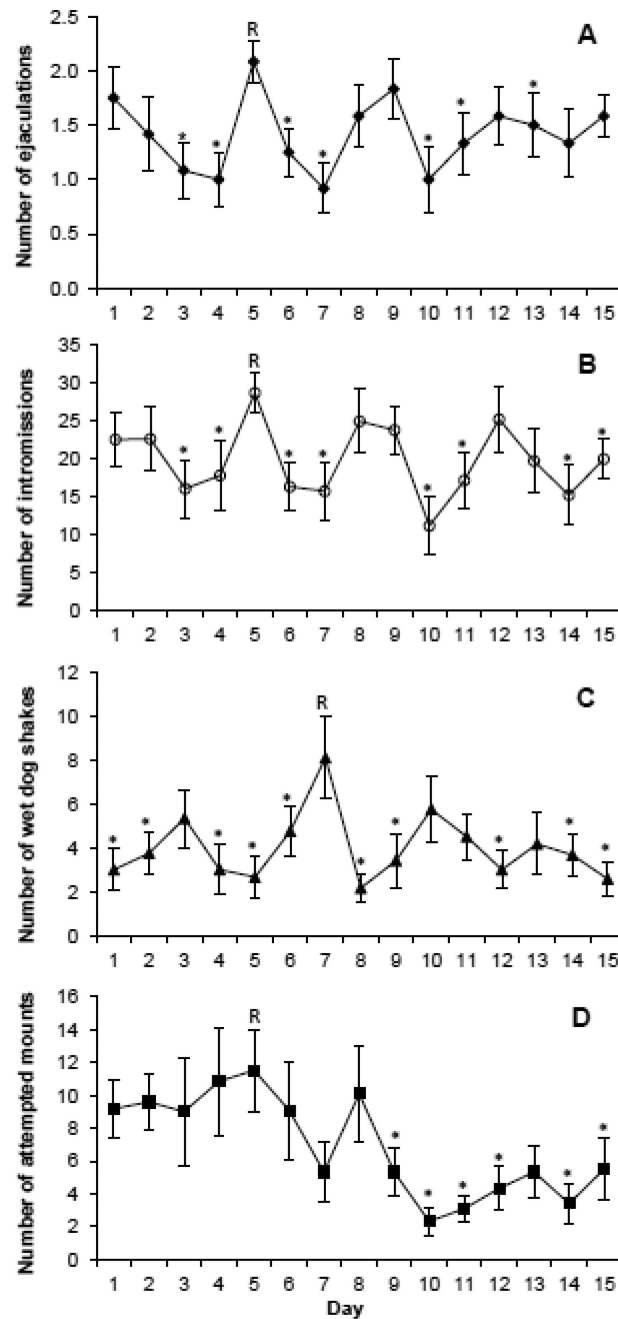 A
R
Number of ejaculations
2.5
2.0
1.5
1.0
0.5
0.0
* * * * * * *
1 2 3 4 5 6 7 8 9 10 11 12 13 14 15
B
R
Number of intromissions
35
30
25
20
15
10
5
0
* * * * * * * *
1 2 3 4 5 6 7 8 9 10 11 12 13 14 15
C
R
Number of wet dog shakes
12
10
8
6
4
2
0
* * * * * * * * * *
1 2 3 4 5 6 7 8 9 10 11 12 13 14 15
D
R
Number of attempted mounts
16
14
12
10
8
6
4
2
0
* * * * * *
1 2 3 4 5 6 7 8 9 10 11 12 13 14 15
Day